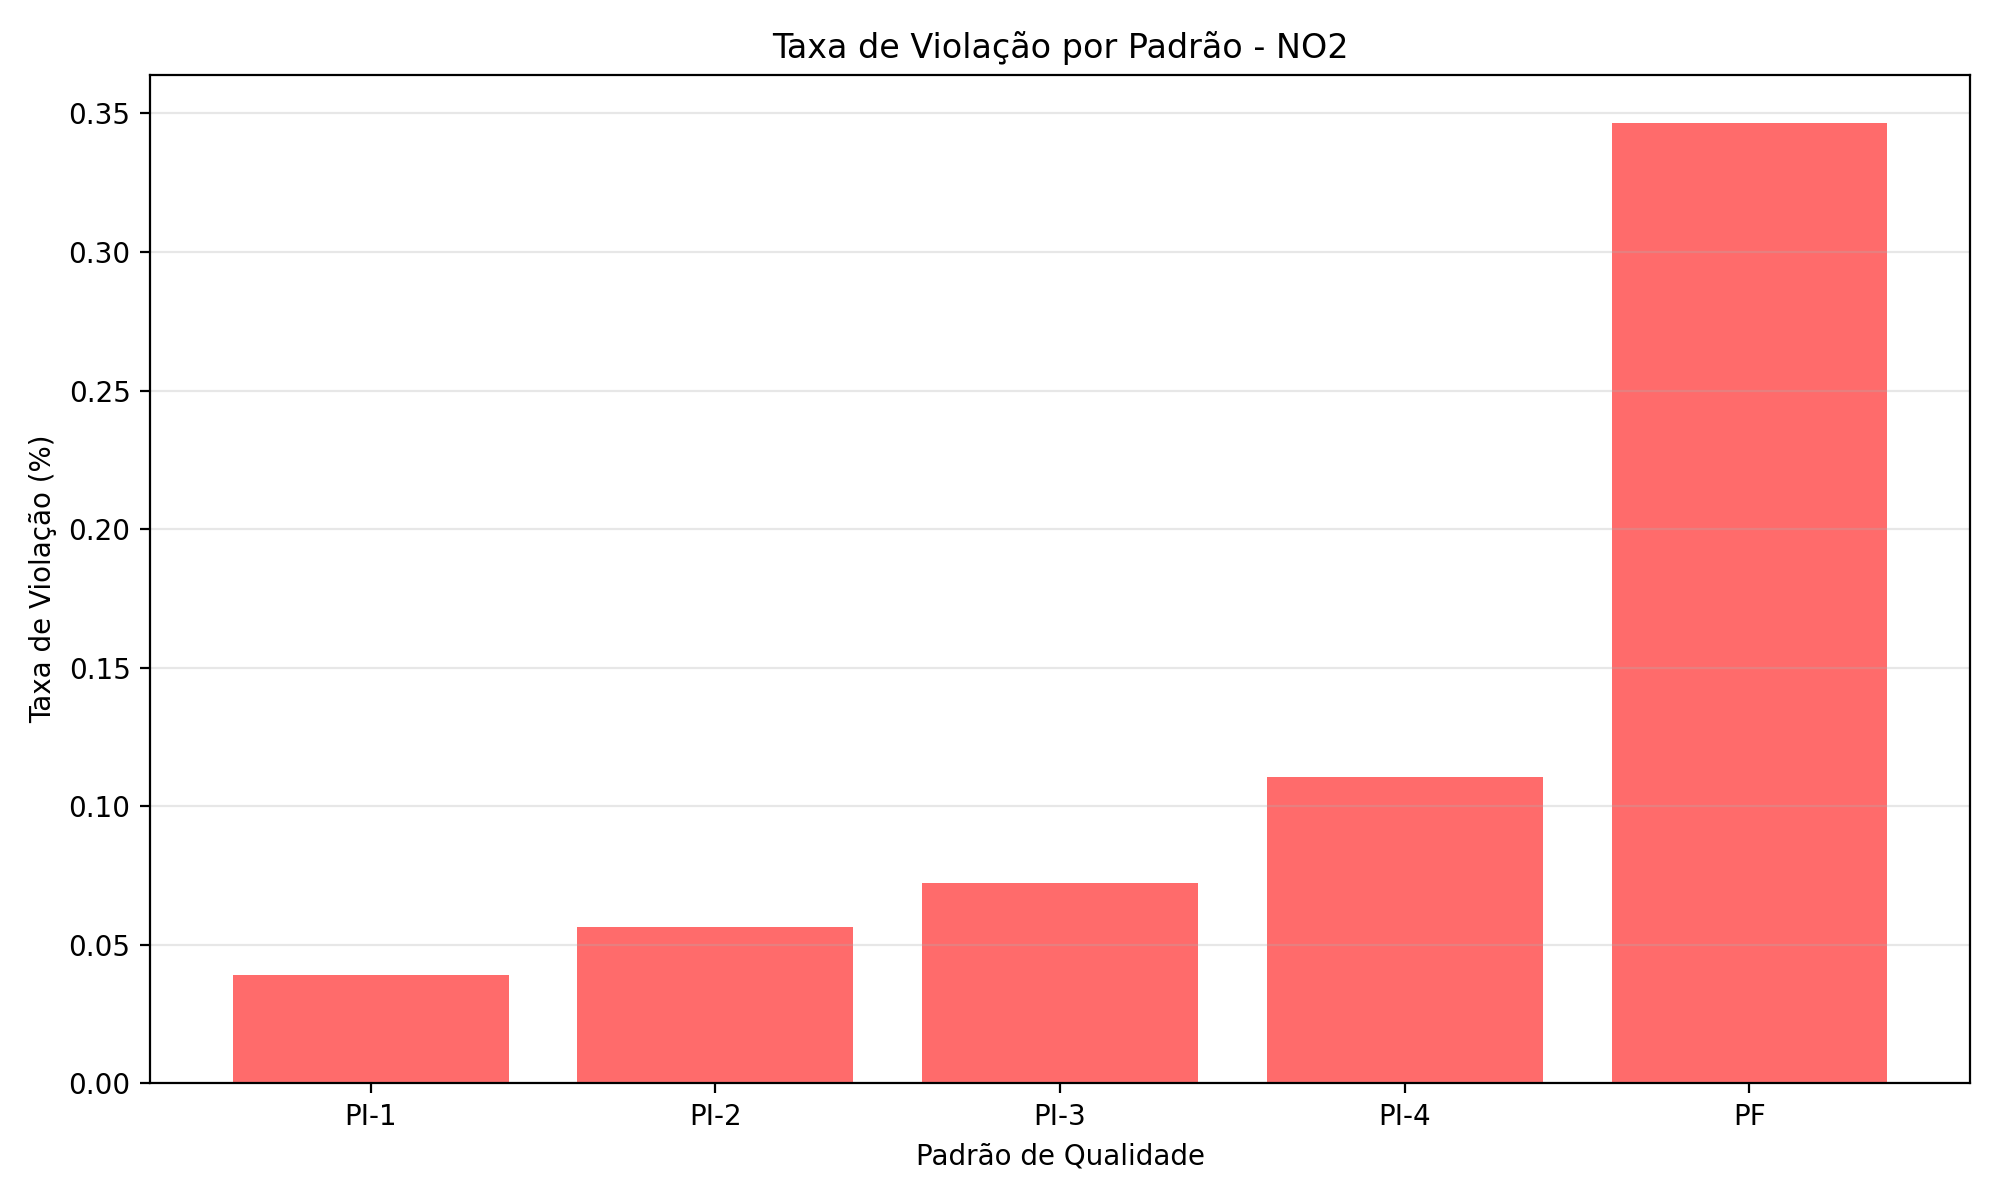 Taxa de Violação por Padrão - NO2
Taxa de Violação (%)
0.35
0.30
0.25
0.20
0.15
0.10
0.05
0.00
PI-1 PI-2 PI-3 PI-4 PF
Padrão de Qualidade